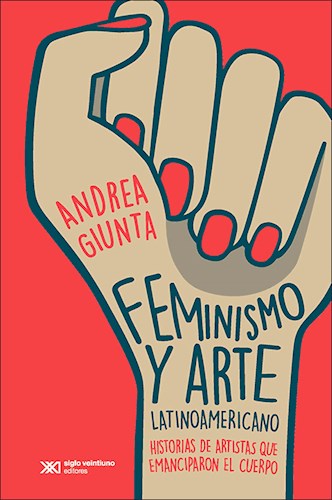 ANDREA
GIUNTA
FEMINISMO
Y ARTE
LATINOAMERICANO
HISTORIAS DE ARTISTAS QUE
EMANCIPARON EL CUERPO
siglo veintiuno
editores